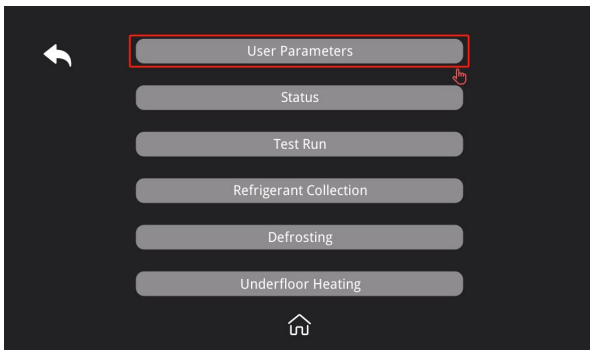 User Parameters
Status
Test Run
Refrigerant Collection
Defrosting
Underfloor Heating